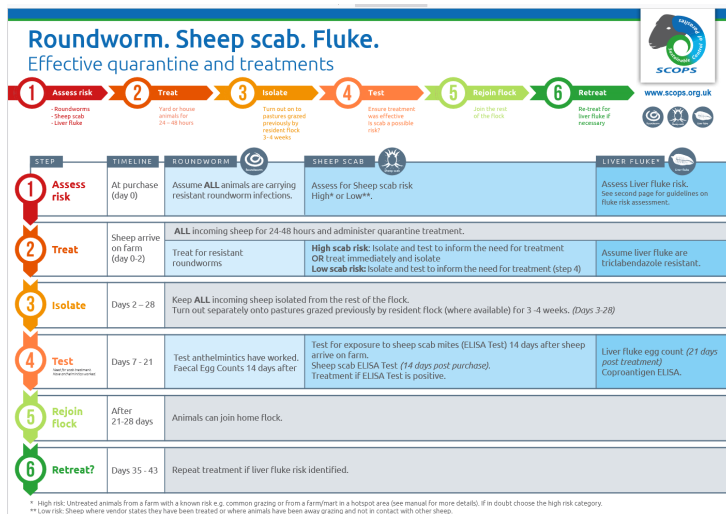 Roundworm. Sheep scab. Fluke.
Effective quarantine and treatments
SCOPS
www.scops.org.uk
1
Assess risk
- Roundworms
- Sheep scab
- Liver fluke
2
Treat
Yard or house
animals for
24 – 48 hours
3
Isolate
Turn out on to
pastures grazed
previously by
resident flock
3- 4 weeks
4
Test
Ensure treatment
was effective
is scab a possible
risk?
5
Rejoin flock
Join the rest
of the flock
6
Retreat
Re-treat for
liver fluke if
necessary
STEP
TIMELINE
ROUNDWORM
SHEEP SCAB
LIVER FLUKE*
1
Assess
risk
At purchase
(day 0)
Assume ALL animals are carrying
resistant roundworm infections.
Assess for Sheep scab risk
High* or Low**.
Assess Liver fluke risk.
See second page for guidelines on
fluke risk assessment.
2
Treat
Sheep arrive
on farm
(day 0-2)
ALL incoming sheep for 24-48 hours and administer quarantine treatment.
Treat for resistant
roundworms
High scab risk: Isolate and test to inform the need for treatment
OR treat immediately and isolate
Low scab risk: Isolate and test to inform the need for treatment (step 4)
Assume liver fluke are
triclabendazole resistant.
3
Isolate
Days 2 – 28
Keep ALL incoming sheep isolated from the rest of the flock.
Turn out separately onto pastures grazed previously by resident flock (where available) for 3 -4 weeks. (Days 3-28)
4
Test
Days 7 - 21
Test anthelmintics have worked.
Faecal Egg Counts 14 days after
Test for exposure to sheep scab mites (ELISA Test) 14 days after sheep
arrive on farm.
Sheep scab ELISA Test (14 days post purchase).
Treatment if ELISA Test is positive.
Liver fluke egg count (21 days
post treatment)
Coproantigen ELISA.
5
Rejoin
flock
After
21-28 days
Animals can join home flock.
6
Retreat?
Days 35 - 43
Repeat treatment if liver fluke risk identified.
* High risk: Untreated animals from a farm with a known risk e.g. common grazing or from a farm/mart in a hotspot area (see manual for more details). If in doubt choose the high risk category.
** Low risk: Sheep where vendor states they have been treated or where animals have been away grazing and not in contact with other sheep.